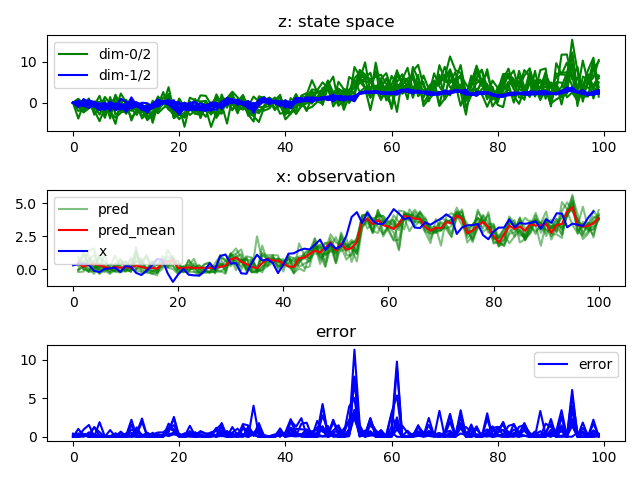 z: state space
10
0
dim-0/2
dim-1/2
0 20 40 60 80 100
x: observation
5.0
2.5
0.0
pred
pred_mean
x
0 20 40 60 80 100
error
10
5
0
error
0 20 40 60 80 100